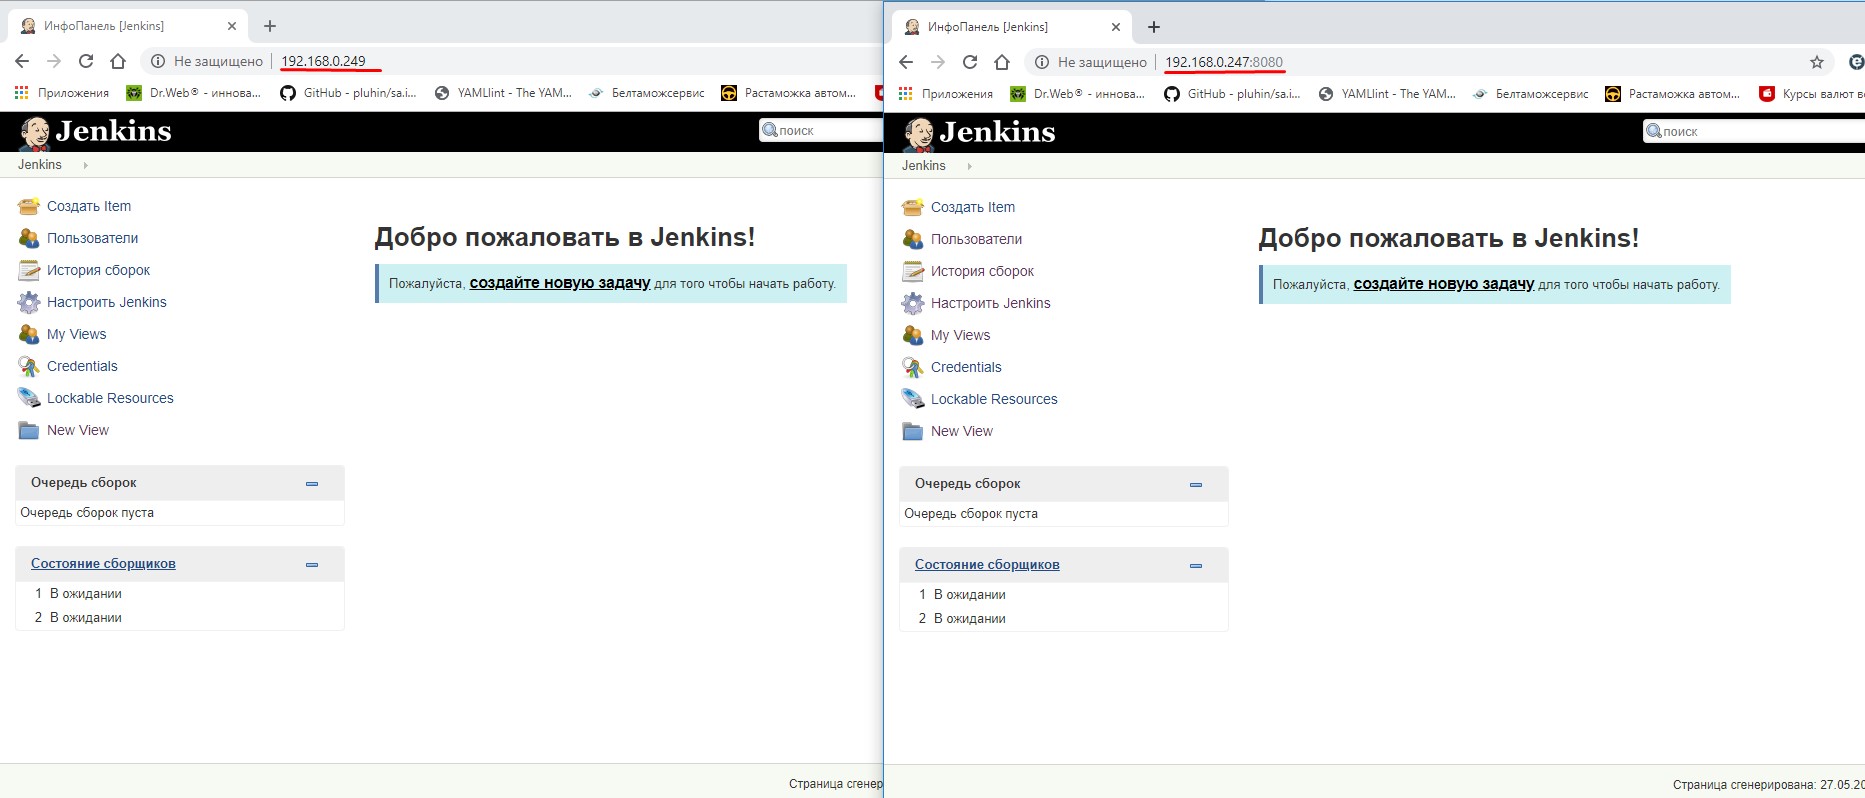 ИнфоПанель [Jenkins]
Не защищено
192.168.0.249
Приложения
Dr.Web® - иннова...
GitHub - pluhin/sa.i...
YAMLlint - The YAM...
Белтаможсервис
Растаможка автом...
Jenkins
поиск
Jenkins
Создать Item
Пользователи
История сборок
Настроить Jenkins
My Views
Credentials
Lockable Resources
New View
Добро пожаловать в Jenkins!
Пожалуйста, создайте новую задачу для того чтобы начать работу.
Очередь сборок
Очередь сборок пуста
Состояние сборщиков
1 В ожидании
2 В ожидании
Страница сгенер
ИнфоПанель [Jenkins]
Не защищено
192.168.0.247:8080
Приложения
Dr.Web® - иннова...
GitHub - pluhin/sa.i...
YAMLlint - The YAM...
Белтаможсервис
Растаможка автом...
Курсы валют в
Jenkins
поиск
Jenkins
Создать Item
Пользователи
История сборок
Настроить Jenkins
My Views
Credentials
Lockable Resources
New View
Добро пожаловать в Jenkins!
Пожалуйста, создайте новую задачу для того чтобы начать работу.
Очередь сборок
Очередь сборок пуста
Состояние сборщиков
1 В ожидании
2 В ожидании
Страница сгенерирована: 27.05.20